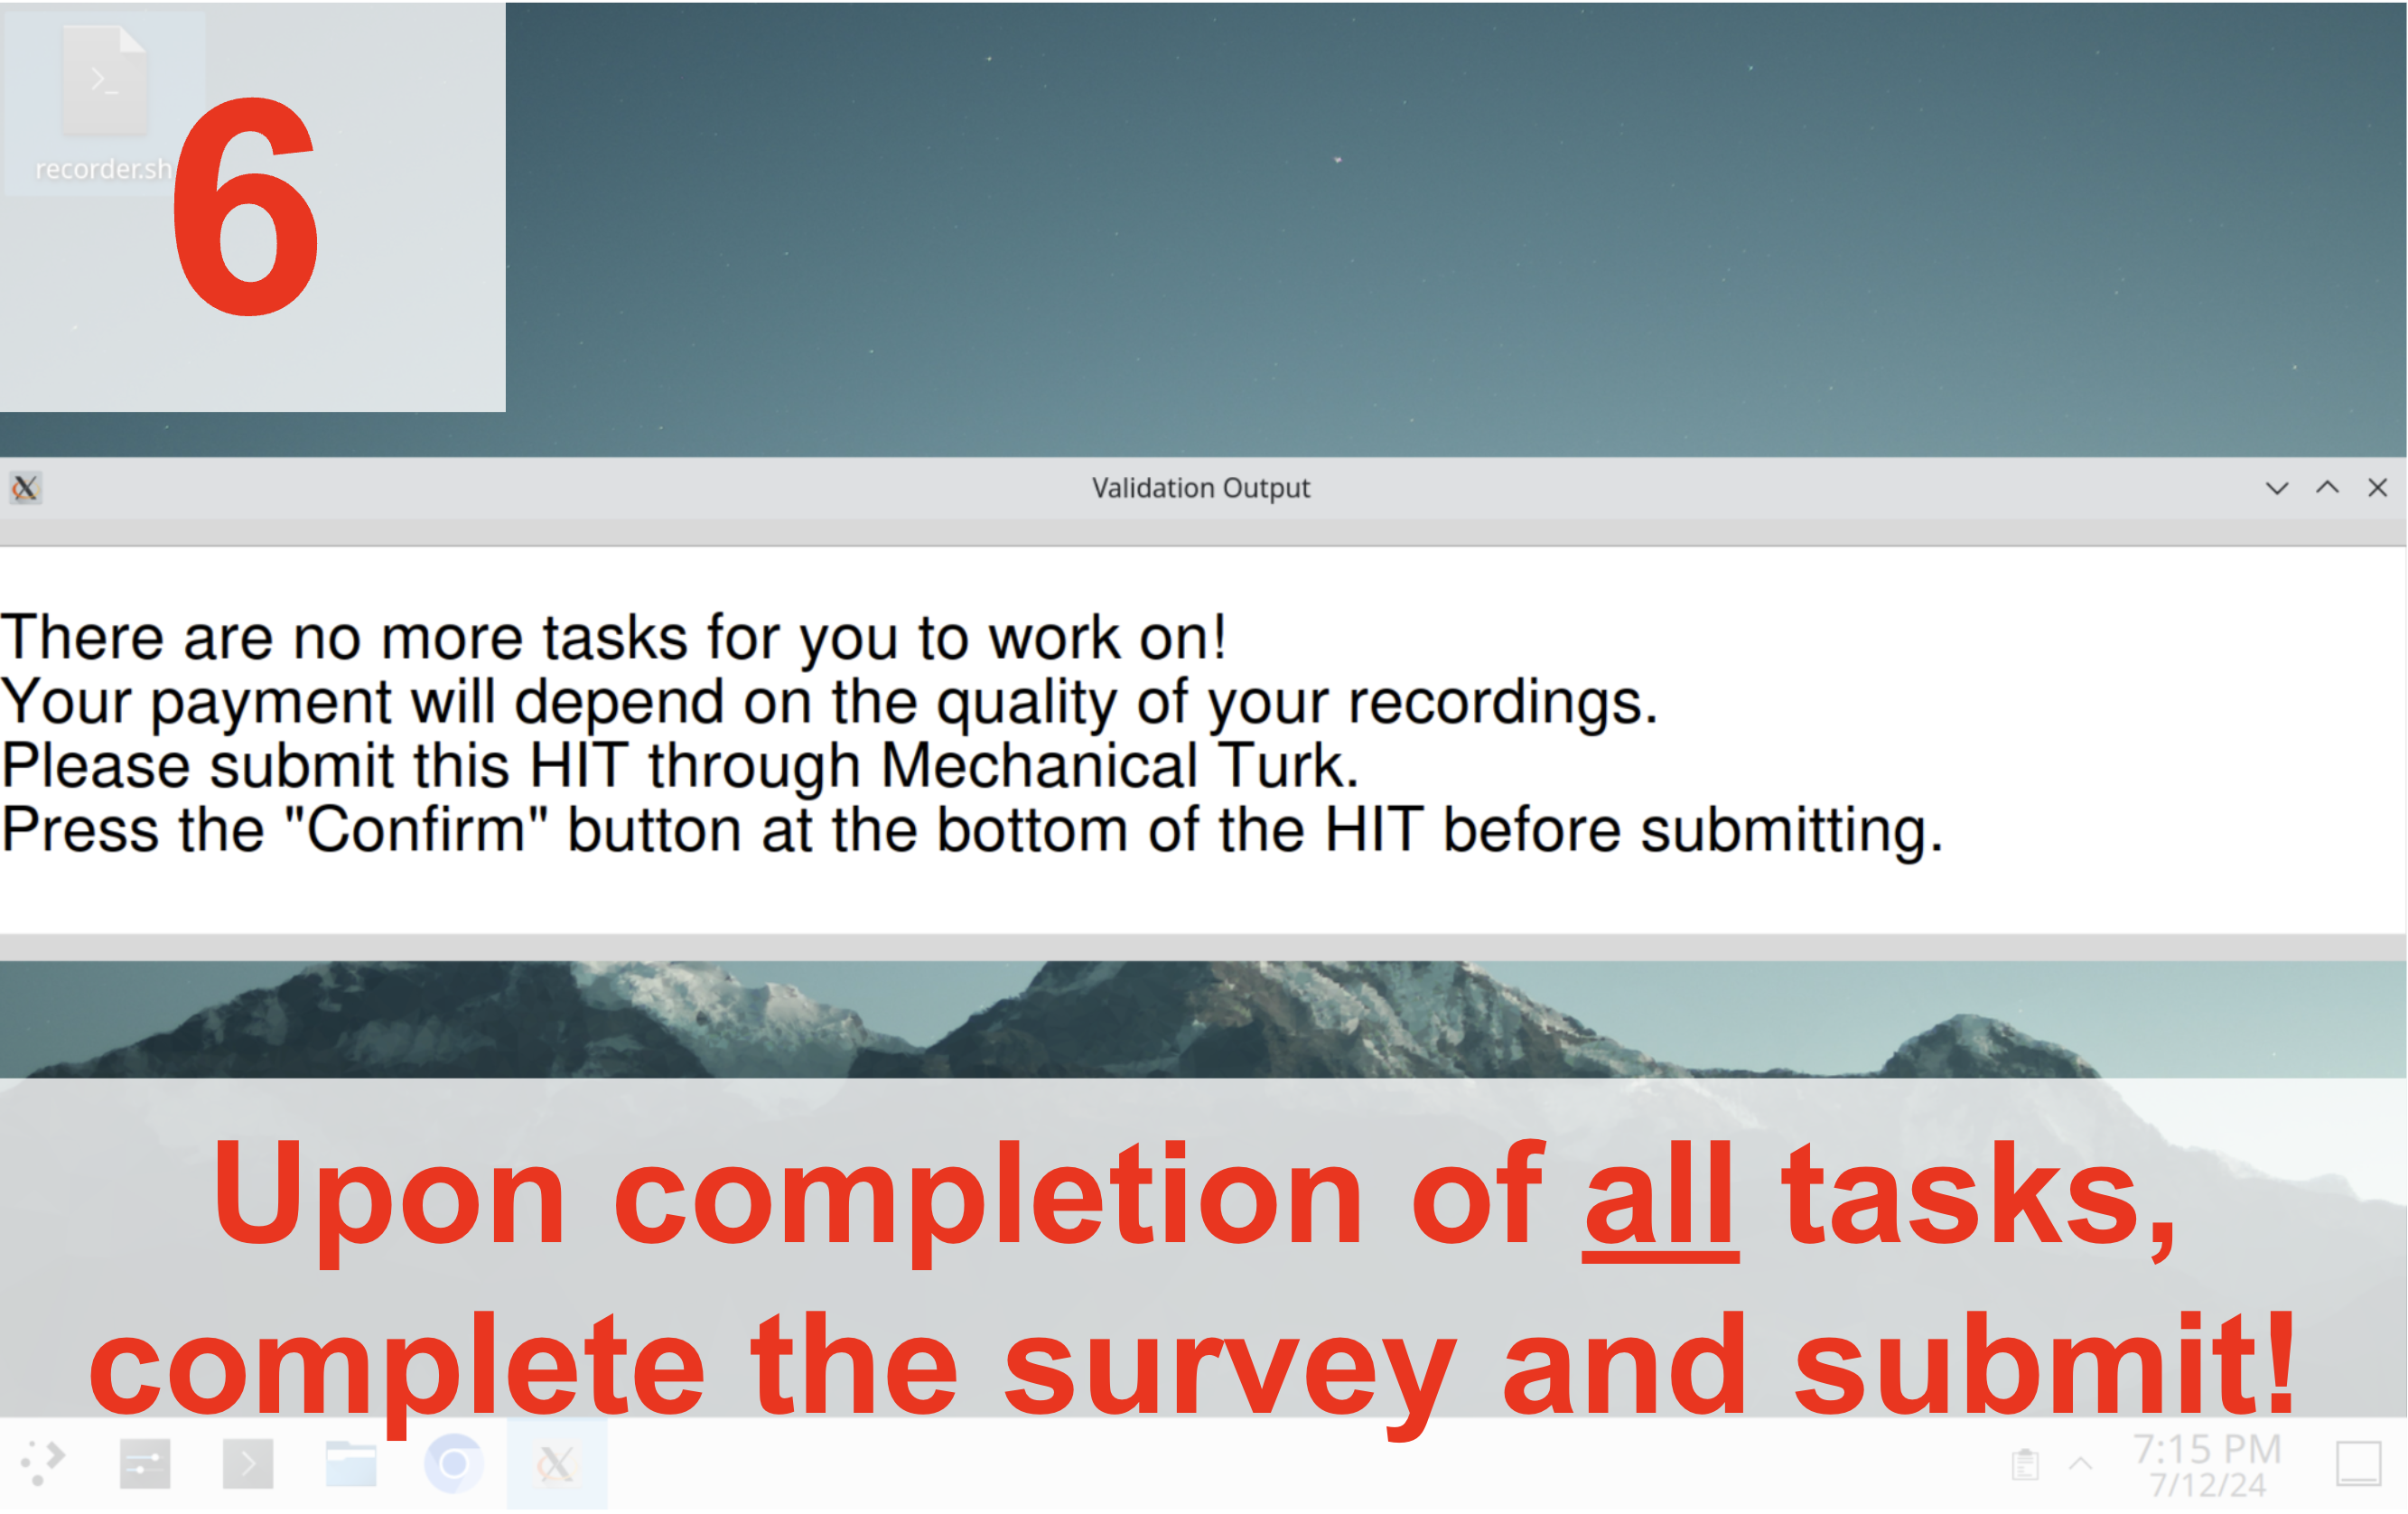 recorder.sh
6
Validation Output
There are no more tasks for you to work on!
Your payment will depend on the quality of your recordings.
Please submit this HIT through Mechanical Turk.
Press the "Confirm" button at the bottom of the HIT before submitting.
Upon completion of all tasks,
complete the survey and submit!
7:15 PM
7/12/24